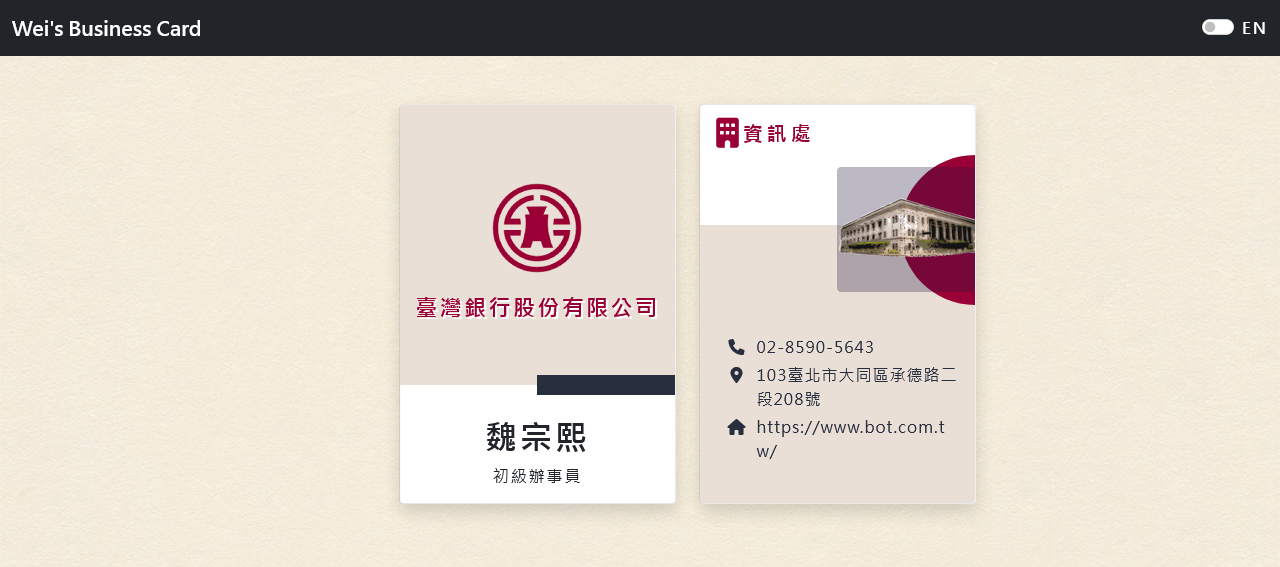 Wei's Business Card
EN
臺灣銀行股份有限公司
魏宗熙
初級辦事員
資訊處
02-8590-5643
103臺北市大同區承德路二
段208號
https://www.bot.com.t
w/